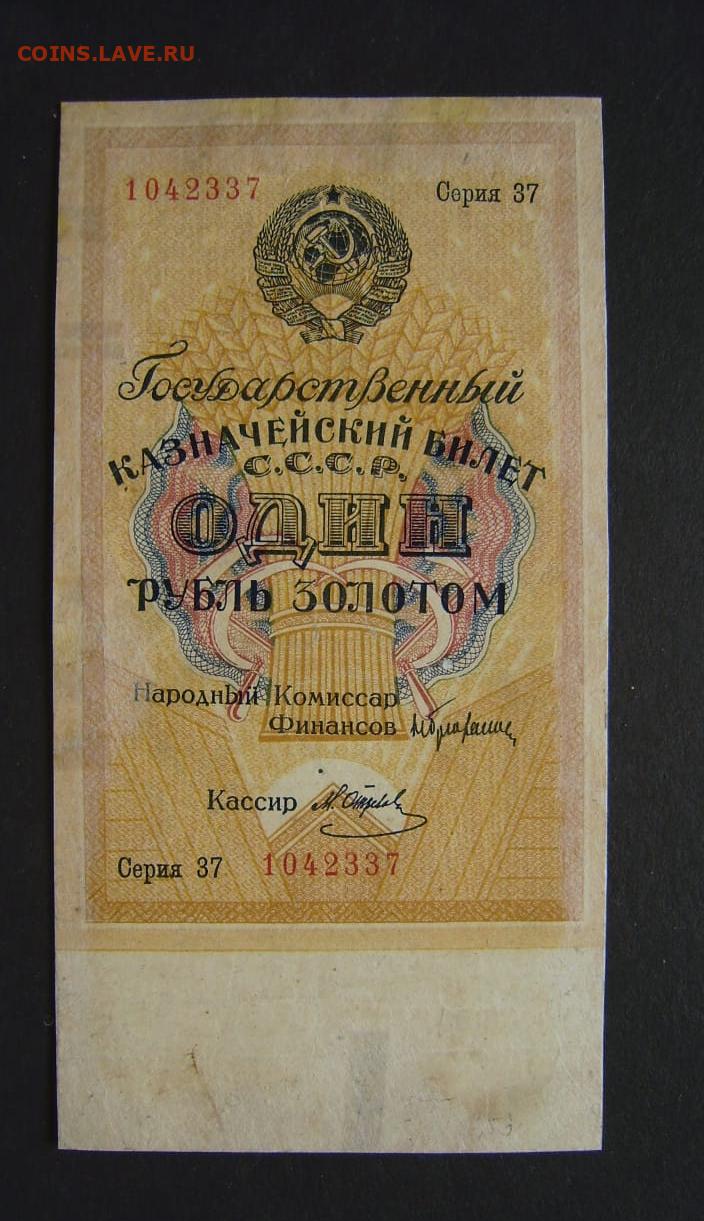 COINS.LAVE.RU
1042337 Серия 37
Государственный
КАЗНАЧЕЙСКИЙ БИЛЕТ
С.С.С.Р.
ОДИН
РУБЛЬ ЗОЛОТОМ
Народный Комиссар
Финансов
Кассир
Серия 37 1042337